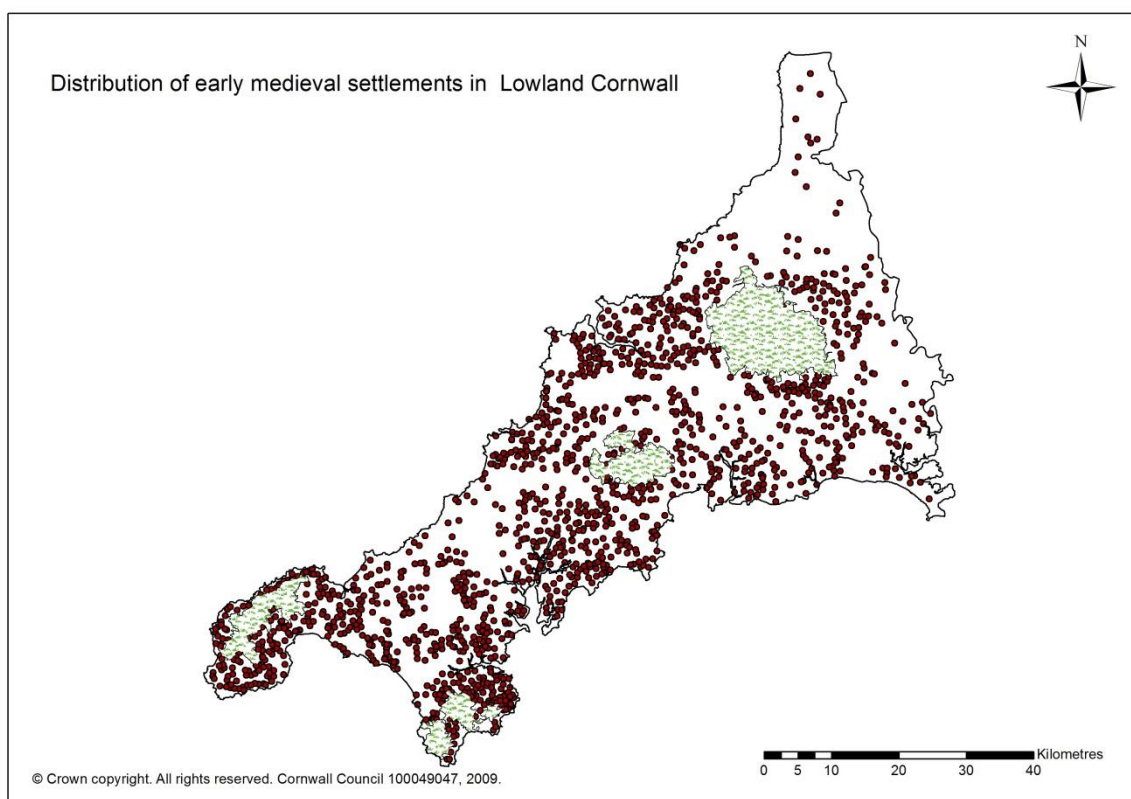 Distribution of early medieval settlements in  Lowland Cornwall
N
Kilometres
0 5 10 20 30 40
© Crown copyright. All rights reserved. Cornwall Council 100049047, 2009.